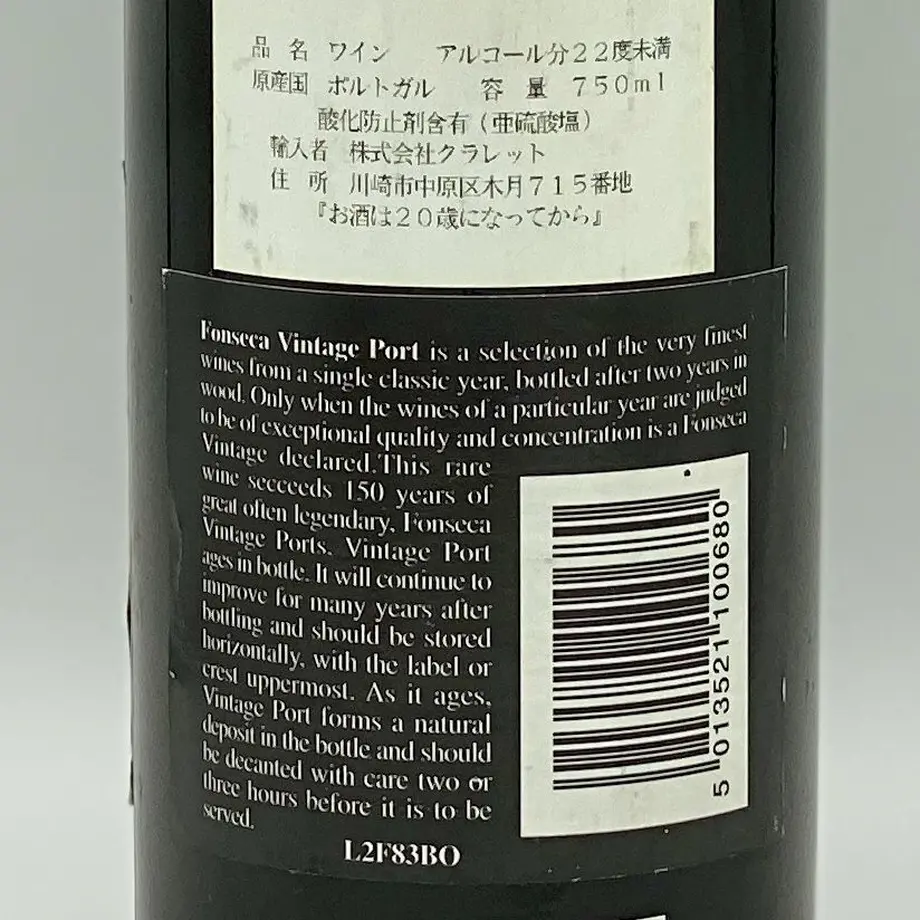 品 名 ワイン アルコール分22度未満
原産国 ポルトガル 容 量 750ml
酸化防止剤含有(亜硫酸塩)
輸入者 株式会社クラレット
住 所 川崎市中原区木月715番地
『お酒は20歳になってから』
Fonseca Vintage Port is a selection of the very finest
wines from a single classic year, bottled after two years in
wood. Only when the wines of a particular year are judged
to be of exceptional quality and concentration is a Fonseca
Vintage declared.This rare
wine secceeds 150 years of
great often legendary, Fonseca
Vintage Ports. Vintage Port
ages in bottle. It will continue to
improve for many years after
bottling and should be stored
horizontally, with the label or
crest uppermost. As it ages,
Vintage Port forms a natural
deposit in the bottle and should
be decanted with care two or
three hours before it is to be
served.
L2F83BO
5 013521 100680